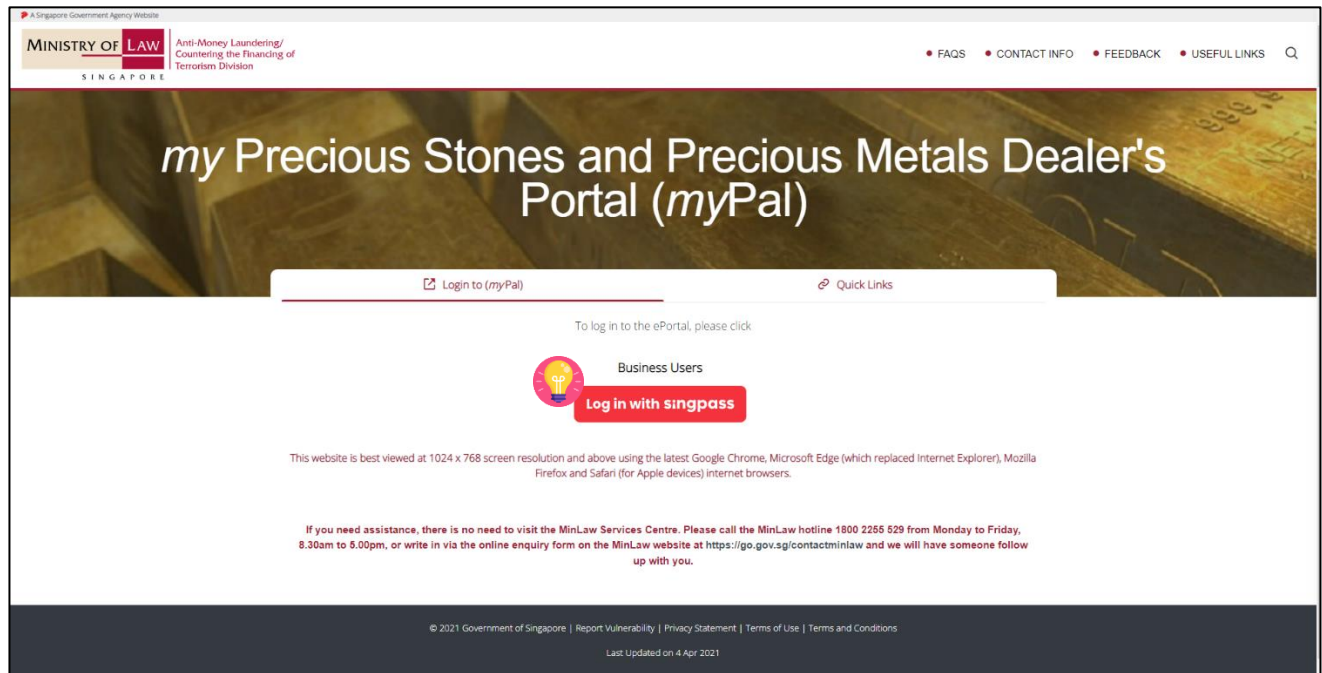 A Singapore Government Agency Website
MINISTRY OF LAW
SINGAPORE
Anti-Money Laundering/
Countering the Financing of
Terrorism Division
FAQS
CONTACT INFO
FEEDBACK
USEFUL LINKS
my Precious Stones and Precious Metals Dealer's
Portal (myPal)
Login to (myPal)
Quick Links
To log in to the ePortal, please click
Business Users
Log in with singpass
This website is best viewed at 1024 x 768 screen resolution and above using the latest Google Chrome, Microsoft Edge (which replaced Internet Explorer), Mozilla
Firefox and Safari (for Apple devices) internet browsers.
If you need assistance, there is no need to visit the MinLaw Services Centre. Please call the MinLaw hotline 1800 2255 529 from Monday to Friday,
8.30am to 5.00pm, or write in via the online enquiry form on the MinLaw website at https://go.gov.sg/contactminlaw and we will have someone follow
up with you.
© 2021 Government of Singapore | Report Vulnerability | Privacy Statement | Terms of Use | Terms and Conditions
Last Updated on 4 Apr 2021